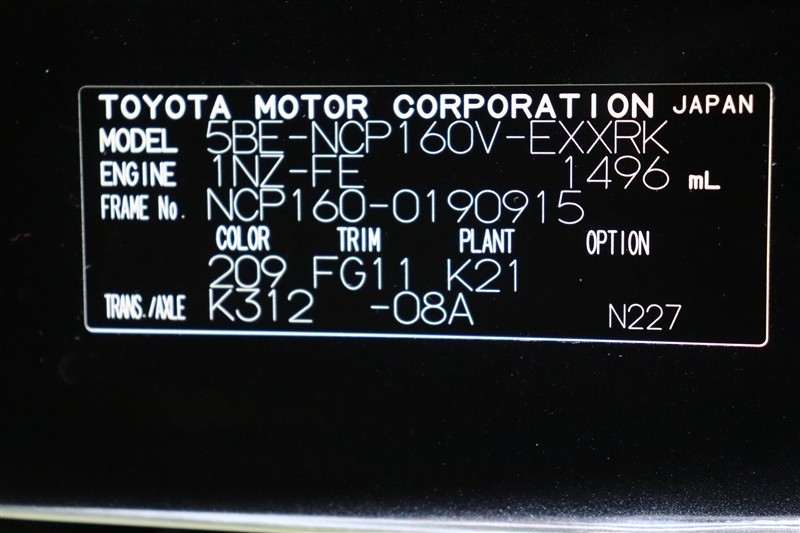 TOYOTA MOTOR CORPORATION JAPAN
MODEL 5BE-NCP160V-EXXRK
ENGINE 1NZ-FE 1496 mL
FRAME No. NCP160-0190915
COLOR TRIM PLANT OPTION
209 FG11 K21
TRANS./AXLE K312 -08A N227